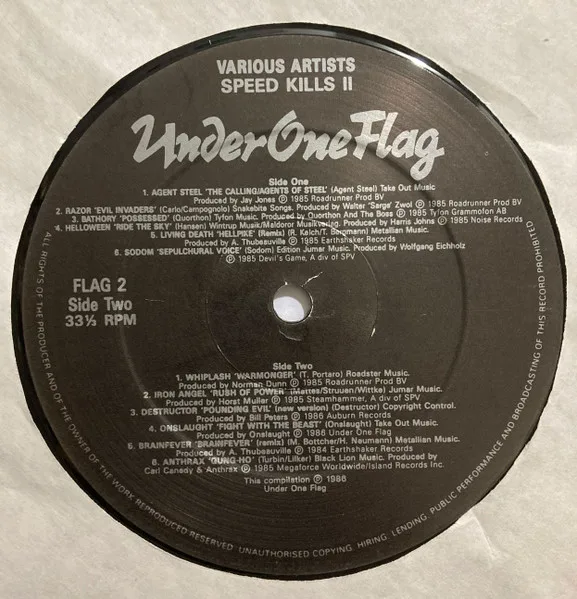 VARIOUS ARTISTS
SPEED KILLS II
Under One Flag
Side One
1. AGENT STEEL 'THE CALLING/AGENTS OF STEEL' (Agent Steel) Take Out Music
Produced by Jay Jones Ⓟ 1985 Roadrunner Prod BV
2. RAZOR 'EVIL INVADERS' (Carlo/Campognolo) Snakebite Songs. Produced by Walter 'Sarge' Zwol Ⓟ 1985 Roadrunner Prod BV
3. BATHORY 'POSSESSED' (Quorthon) Tyfon Music. Produced by Quorthon And The Boss Ⓟ 1985 Tyfon Grammofon AB
4. HELLOWEEN 'RIDE THE SKY' (Hansen) Wintrup Musik/Maldoror Musikverlag. Produced by Harris Johns Ⓟ 1985 Noise Records
5. LIVING DEATH 'HELLPIKE' (Remix) (R. Kelch/T. Bergmann) Metallian Music.
Produced by A. Thubeauville Ⓟ 1985 Earthshaker Records
6. SODOM 'SEPULCHURAL VOICE' (Sodom) Edition Jumar Music. Produced by Wolfgang Eichholz
Ⓟ 1985 Devil's Game, A div of SPV
FLAG 2
Side Two
33⅓ RPM
Side Two
1. WHIPLASH 'WARMONGER' (T. Portaro) Roadster Music.
Produced by Norman Dunn Ⓟ 1985 Roadrunner Prod BV
2. IRON ANGEL 'RUSH OF POWER' (Mattes/Struuen/Wittke) Jumar Music.
Produced by Horst Muller Ⓟ 1985 Steamhammer, A div of SPV
3. DESTRUCTOR 'POUNDING EVIL' (new version) (Destructor) Copyright Control.
Produced by Bill Peters Ⓟ 1986 Auburn Records
4. ONSLAUGHT 'FIGHT WITH THE BEAST' (Onslaught) Take Out Music.
Produced by Onslaught Ⓟ 1986 Under One Flag
5. BRAINFEVER 'BRAINFEVER' (remix) (M. Bottcher/H. Neumann) Metallian Music.
Produced by A. Thubeauville Ⓟ 1984 Earthshaker Records
6. ANTHRAX 'GUNG-HO' (Turbin/Lilker) Black Lion Music. Produced by
Carl Canedy & Anthrax Ⓟ 1985 Megaforce Worldwide/Island Records Inc.
This compilation Ⓟ 1986
Under One Flag
ALL RIGHTS OF THE PRODUCER AND OF THE OWNER OF THE WORK REPRODUCED RESERVED UNAUTHORISED COPYING, HIRING, LENDING, PUBLIC PERFORMANCE AND BROADCASTING OF THIS RECORD PROHIBITED